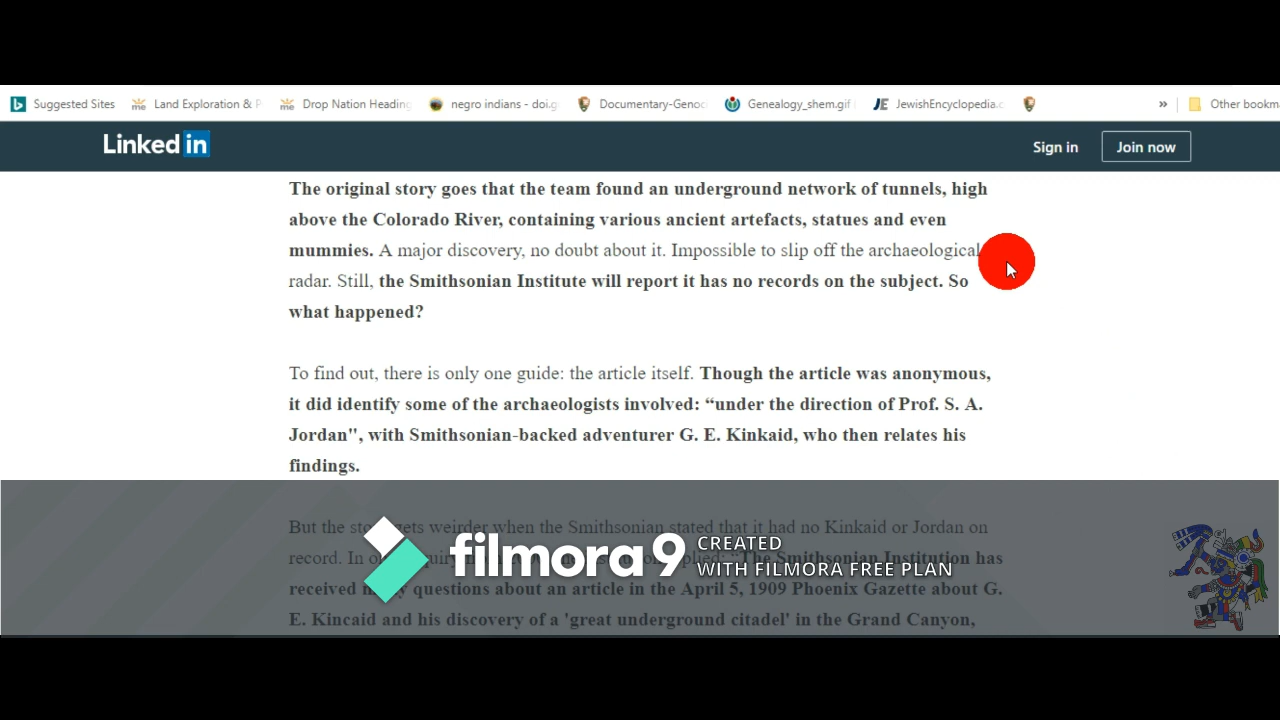 Suggested Sites
Land Exploration & P
Drop Nation Heading
negro indians - doi.g
Documentary-Genoc
Genealogy_shem.gif
JewishEncyclopedia.c
»
Other bookm
Linked in
Sign in
Join now
The original story goes that the team found an underground network of tunnels, high
above the Colorado River, containing various ancient artefacts, statues and even
mummies. A major discovery, no doubt about it. Impossible to slip off the archaeological
radar. Still, the Smithsonian Institute will report it has no records on the subject. So
what happened?
To find out, there is only one guide: the article itself. Though the article was anonymous,
it did identify some of the archaeologists involved: “under the direction of Prof. S. A.
Jordan", with Smithsonian-backed adventurer G. E. Kinkaid, who then relates his
findings.
But the gets weirder when the Smithsonian stated that it had no Kinkaid or Jordan on
record. In "The Smithsonian Institution has
received questions about an article in the April 5, 1909 Phoenix Gazette about G.
E. Kincaid and his discovery of a 'great underground citadel' in the Grand Canyon,
filmora9
CREATED
WITH FILMORA FREE PLAN